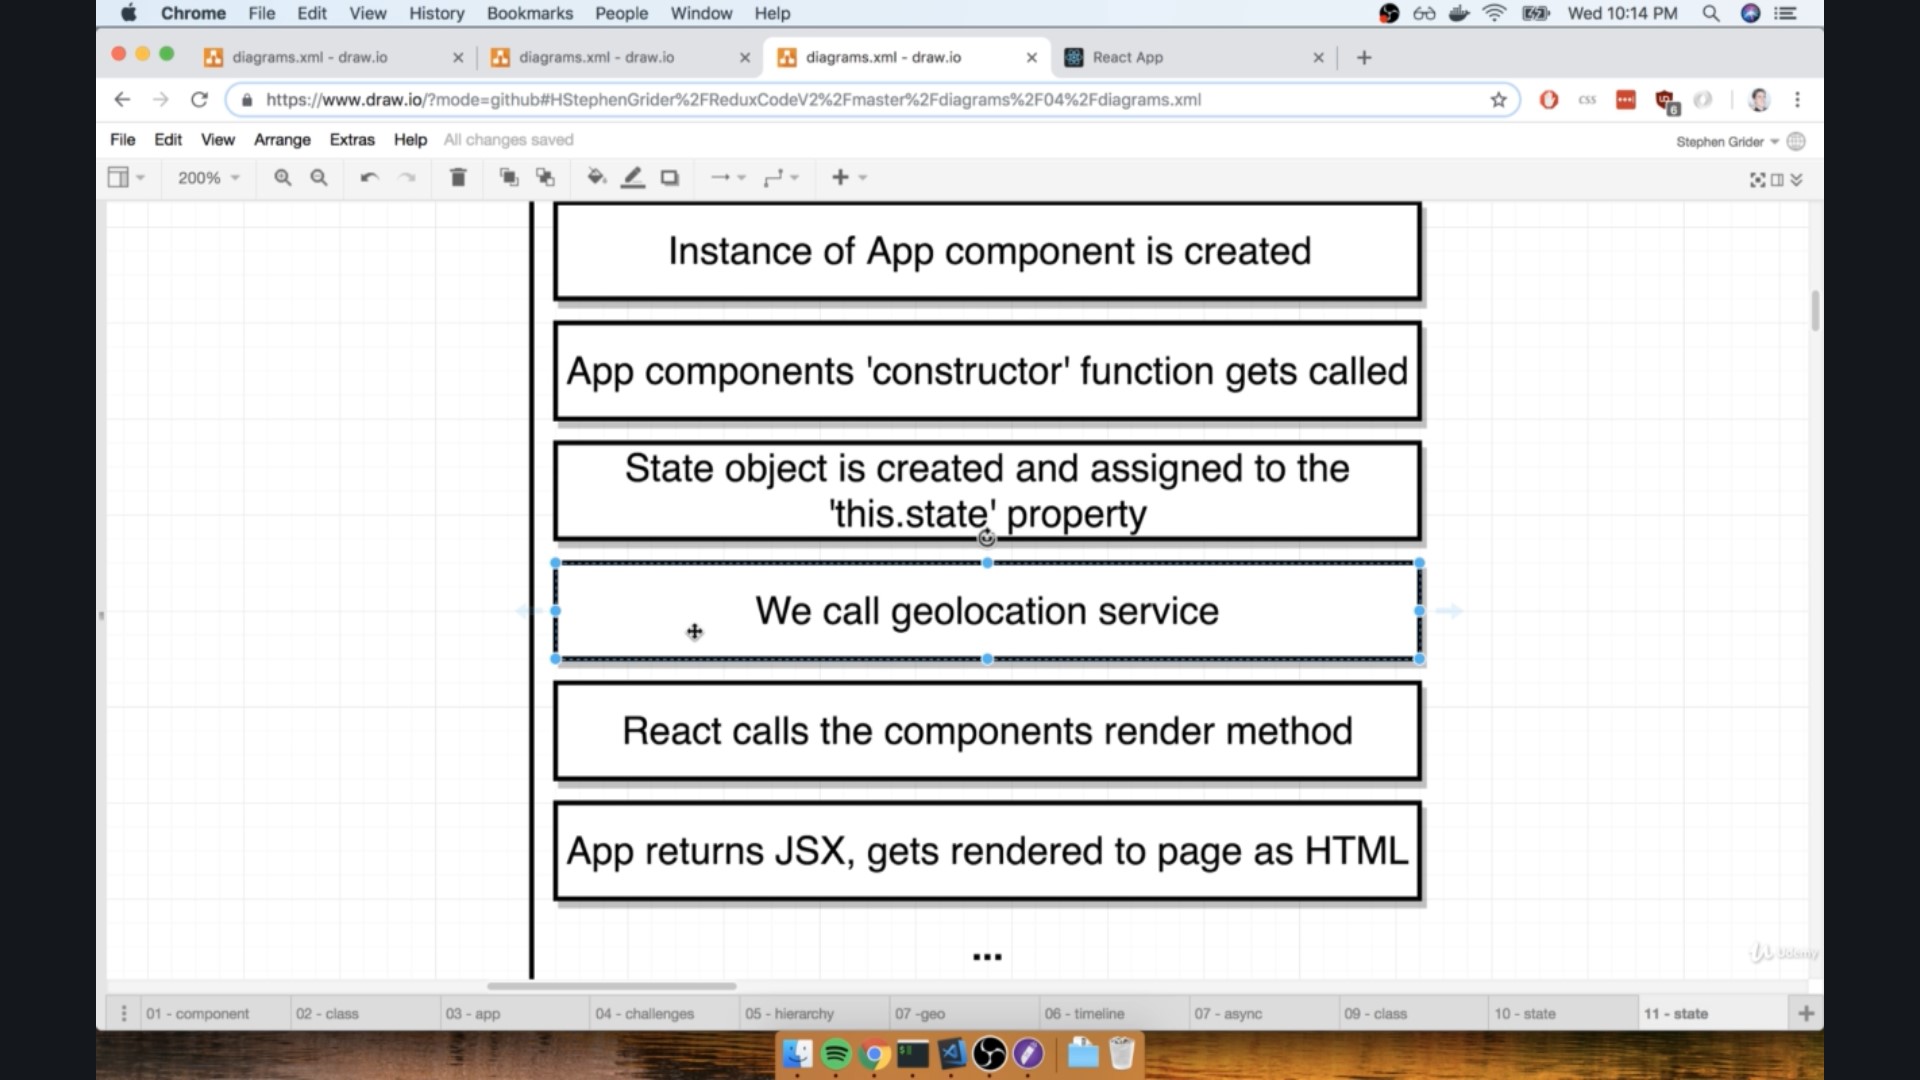 Chrome File Edit View History Bookmarks People Window Help Wed 10:14 PM
diagrams.xml - draw.io diagrams.xml - draw.io diagrams.xml - draw.io React App
https://www.draw.io/?mode=github#HStephenGrider%2FReduxCodeV2%2Fmaster%2Fdiagrams%2F04%2Fdiagrams.xml css 6
File Edit View Arrange Extras Help All changes saved Stephen Grider
200%
Instance of App component is created
App components 'constructor' function gets called
State object is created and assigned to the
'this.state' property
We call geolocation service
React calls the components render method
App returns JSX, gets rendered to page as HTML
...
Udemy
01 - component 02 - class 03 - app 04 - challenges 05 - hierarchy 07 -geo 06 - timeline 07 - async 09 - class 10 - state 11 - state